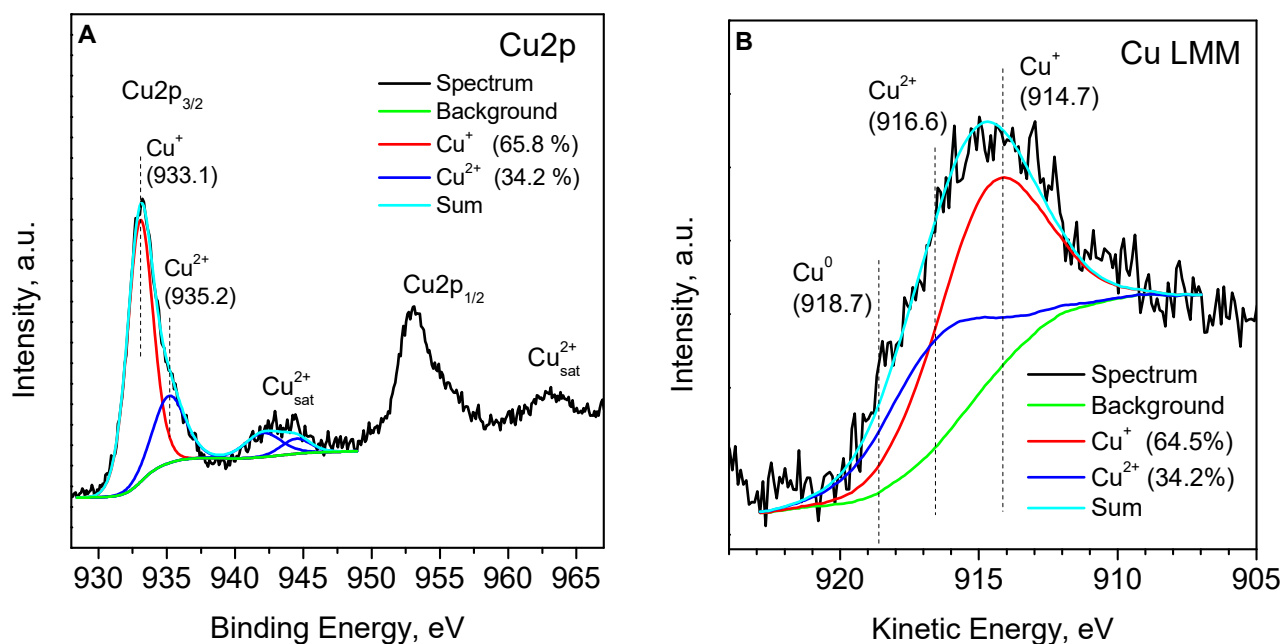 A
Cu2p
Spectrum
Background
Cu⁺ (65.8 %)
Cu²⁺ (34.2 %)
Sum
Cu2p₃/₂
Cu⁺
(933.1)
Cu²⁺
(935.2)
Cu2p₁/₂
Cu²⁺sat
Cu²⁺sat
Intensity, a.u.
930 935 940 945 950 955 960 965
Binding Energy, eV
B
Cu LMM
Cu⁺
(914.7)
Cu²⁺
(916.6)
Cu⁰
(918.7)
Spectrum
Background
Cu⁺ (64.5%)
Cu²⁺ (34.2%)
Sum
Intensity, a.u.
920 915 910 905
Kinetic Energy, eV